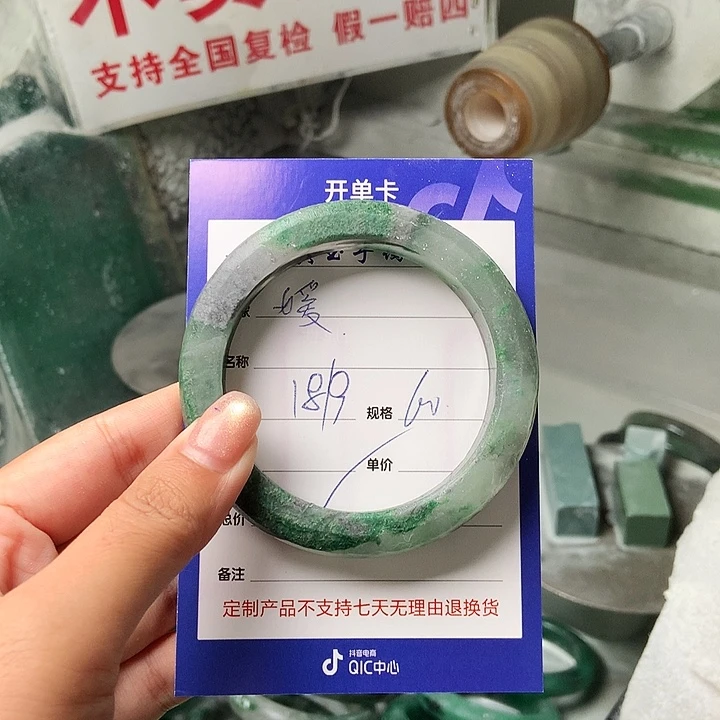 支持全国复检 假一赔四
开单卡
媛
名称
1819 规格 60
单价
总价
备注
定制产品不支持七天无理由退换货
抖音电商
QIC中心